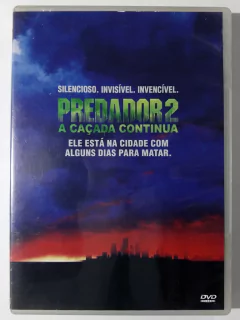 SILENCIOSO. INVISÍVEL. INVENCÍVEL.
PREDADOR 2
A CAÇADA CONTINUA
ELE ESTÁ NA CIDADE COM
ALGUNS DIAS PARA MATAR.
DVD